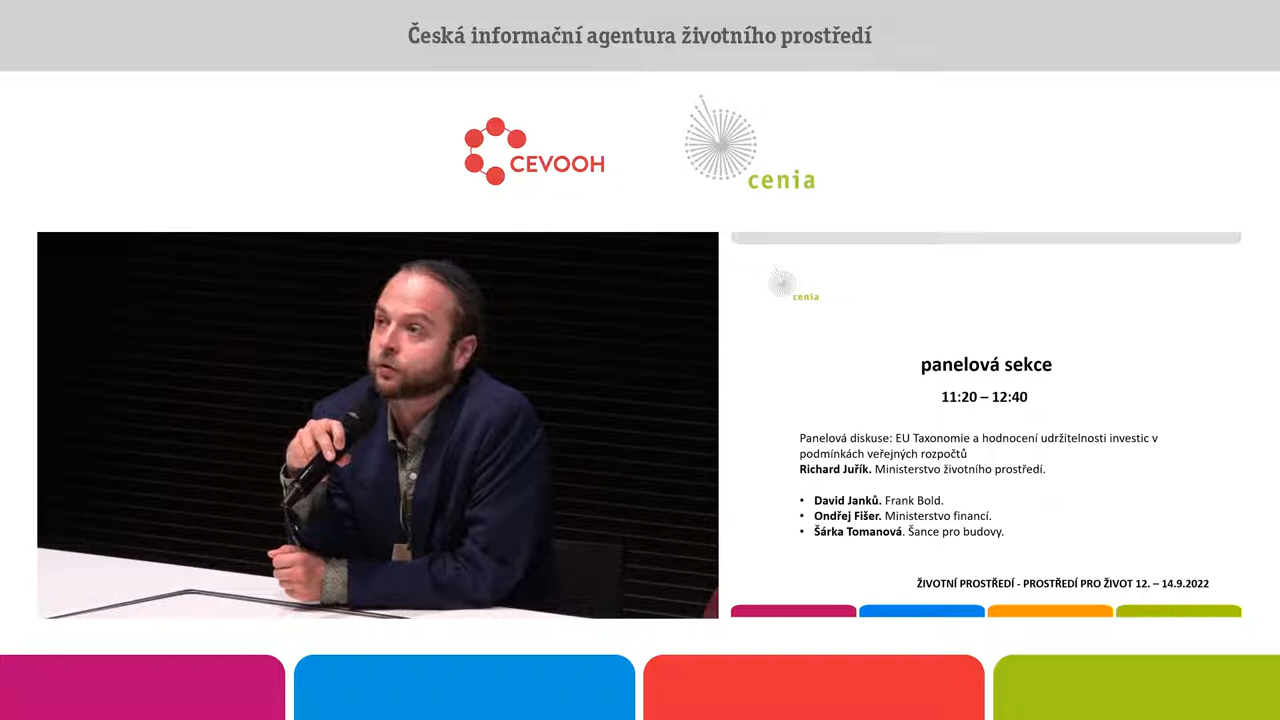 Česká informační agentura životního prostředí
CEVOOH
cenia
cenia
panelová sekce
11:20 – 12:40
Panelová diskuse: EU Taxonomie a hodnocení udržitelnosti investic v
podmínkách veřejných rozpočtů
Richard Juřík. Ministerstvo životního prostředí.
• David Janků. Frank Bold.
• Ondřej Fišer. Ministerstvo financí.
• Šárka Tomanová. Šance pro budovy.
ŽIVOTNÍ PROSTŘEDÍ - PROSTŘEDÍ PRO ŽIVOT 12. – 14.9.2022